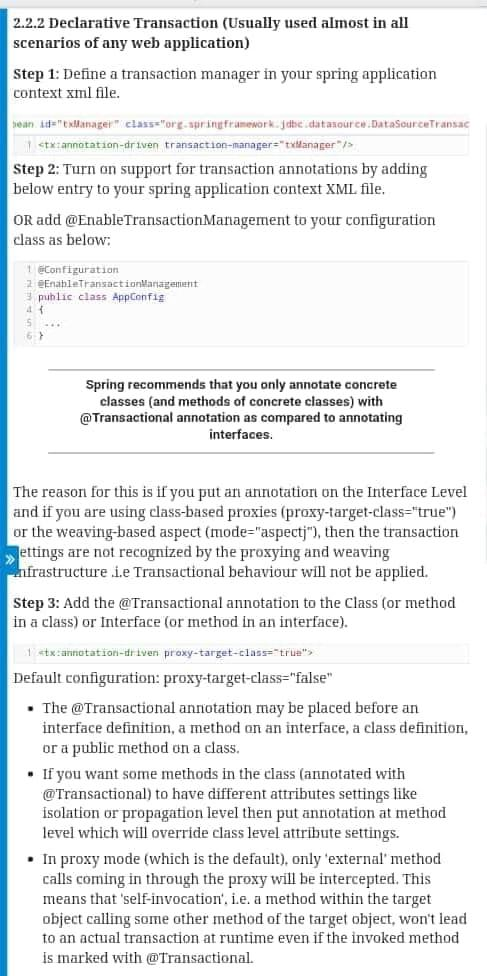 2.2.2 Declarative Transaction (Usually used almost in all
scenarios of any web application)
Step 1: Define a transaction manager in your spring application
context xml file.
bean id="txManager" class="org.springframework.jdbc.datasource.DataSourceTransac
1 <tx:annotation-driven transaction-manager="txManager"/>
Step 2: Turn on support for transaction annotations by adding
below entry to your spring application context XML file.
OR add @EnableTransactionManagement to your configuration
class as below:
1 @Configuration
2 @EnableTransactionManagement
3 public class AppConfig
4 {
5 ...
6 }
Spring recommends that you only annotate concrete
classes (and methods of concrete classes) with
@Transactional annotation as compared to annotating
interfaces.
The reason for this is if you put an annotation on the Interface Level
and if you are using class-based proxies (proxy-target-class="true")
or the weaving-based aspect (mode="aspectj"), then the transaction
» ettings are not recognized by the proxying and weaving
infrastructure .i.e Transactional behaviour will not be applied.
Step 3: Add the @Transactional annotation to the Class (or method
in a class) or Interface (or method in an interface).
1 <tx:annotation-driven proxy-target-class="true">
Default configuration: proxy-target-class="false"
• The @Transactional annotation may be placed before an
interface definition, a method on an interface, a class definition,
or a public method on a class.
• If you want some methods in the class (annotated with
@Transactional) to have different attributes settings like
isolation or propagation level then put annotation at method
level which will override class level attribute settings.
• In proxy mode (which is the default), only 'external' method
calls coming in through the proxy will be intercepted. This
means that 'self-invocation', i.e. a method within the target
object calling some other method of the target object, won't lead
to an actual transaction at runtime even if the invoked method
is marked with @Transactional.